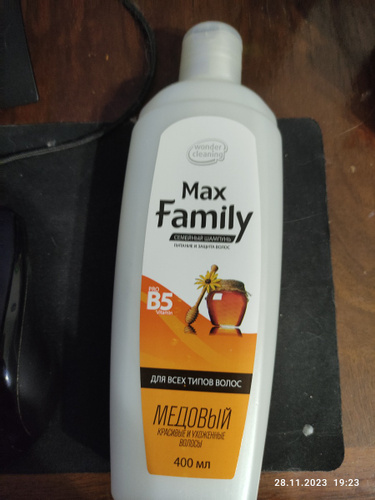 wonder
cleaning
Max
Family
СЕМЕЙНЫЙ ШАМПУНЬ
ПИТАНИЕ И ЗАЩИТА ВОЛОС
PRO
B5
VITAMIN
ДЛЯ ВСЕХ ТИПОВ ВОЛОС
МЕДОВЫЙ
КРАСИВЫЕ И УХОЖЕННЫЕ
ВОЛОСЫ
400 мл
28.11.2023 19:23